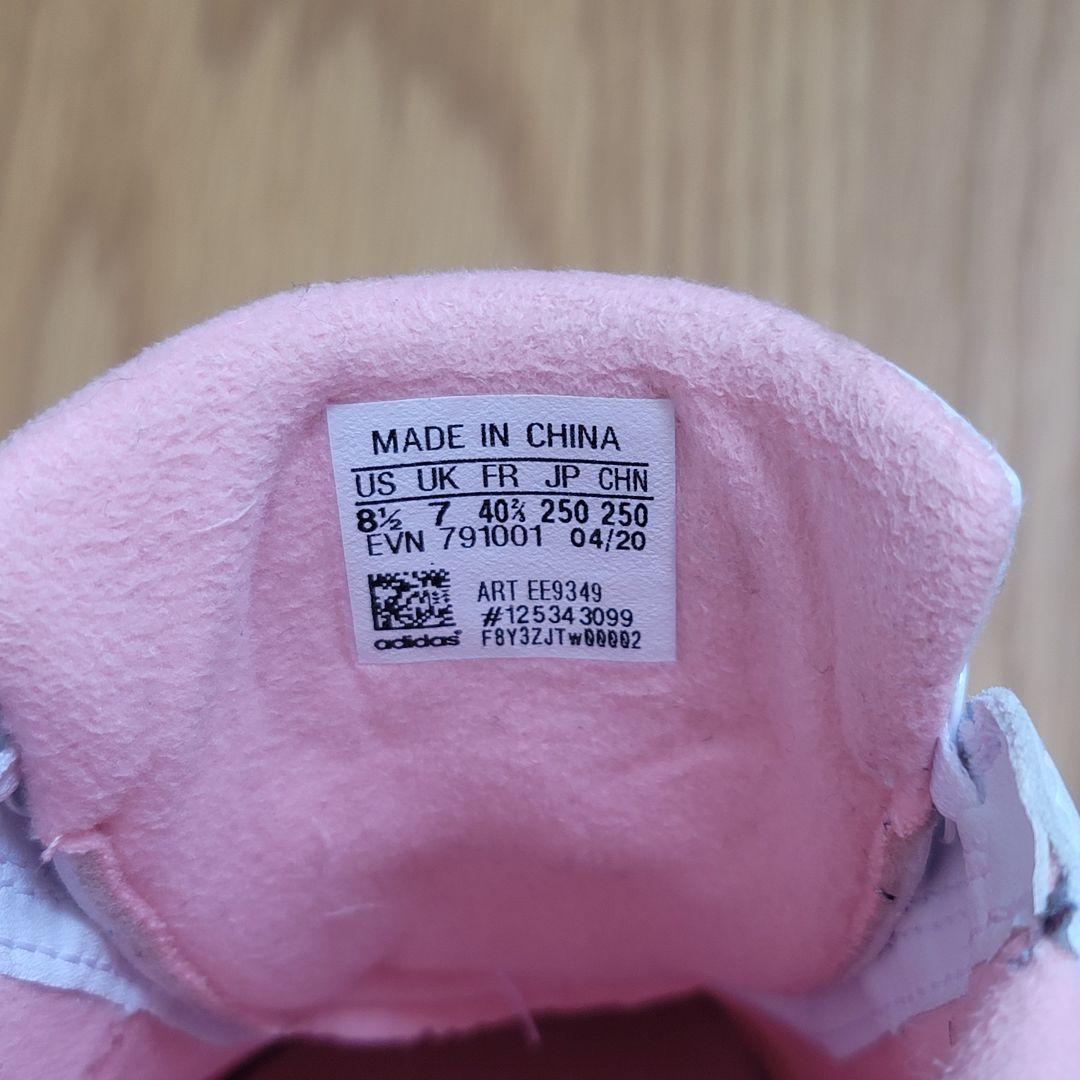 MADE IN CHINA
US UK FR JP CHN
8½ 7 40⅔ 250 250
EVN 791001 04/20
ART EE9349
#125343099
adidas F8Y3ZJTw00002